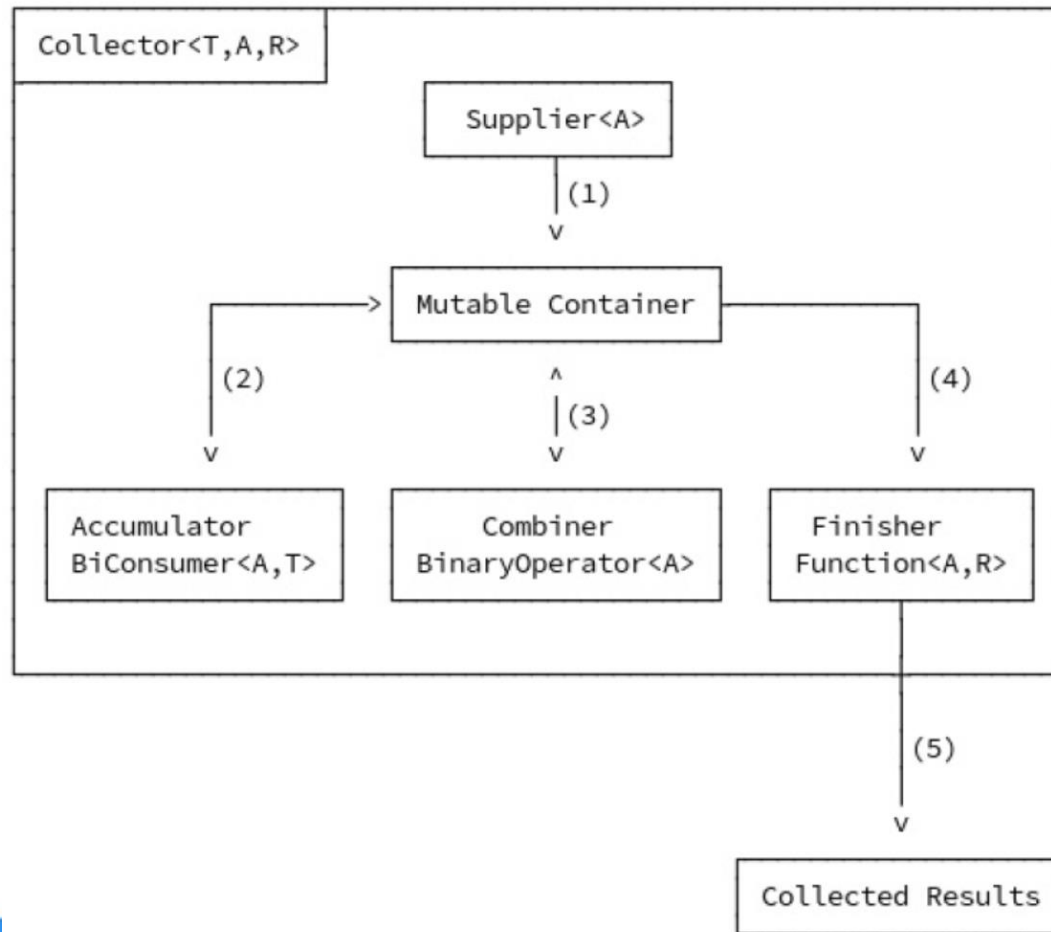 Collector<T,A,R>
Supplier<A>
(1)
Mutable Container
(2)
(3)
(4)
Accumulator
BiConsumer<A,T>
Combiner
BinaryOperator<A>
Finisher
Function<A,R>
(5)
Collected Results